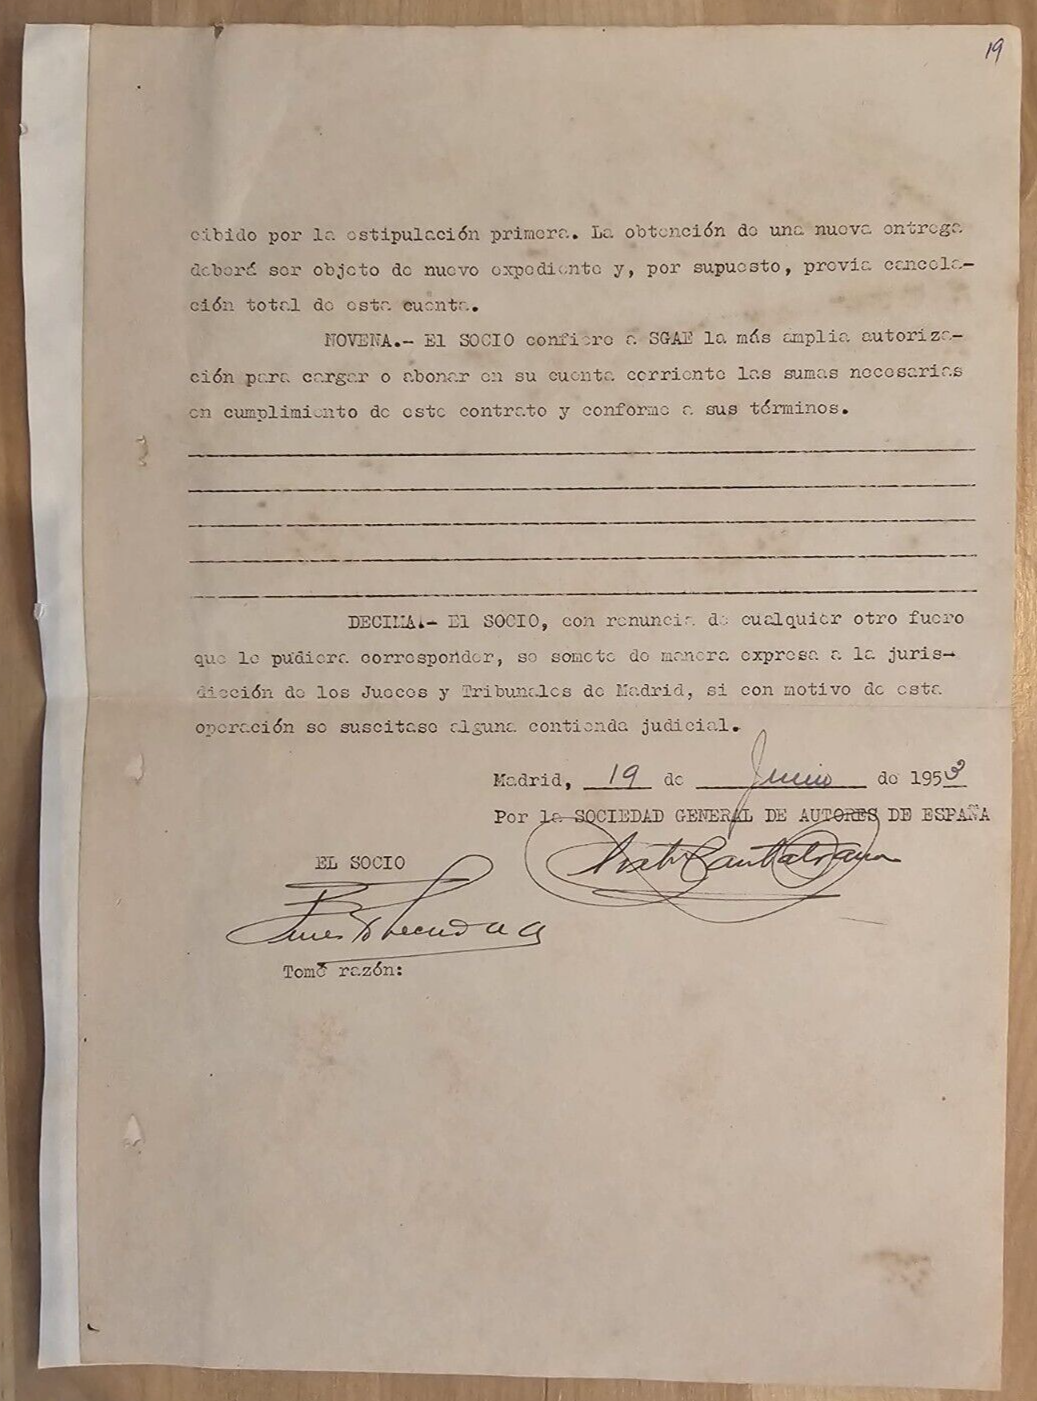 19
cibido por la estipulación primera. La obtención de una nueva entrega
deberá ser objeto de nuevo expediente y, por supuesto, previa cancela-
ción total de esta cuenta.
NOVENA.- El SOCIO confiere a SGAE la más amplia autoriza-
ción para cargar o abonar en su cuenta corriente las sumas necesarias
en cumplimiento de este contrato y conforme a sus términos.
DECIMA.- El SOCIO, con renuncia de cualquier otro fuero
que le pudiera corresponder, se somete de manera expresa a la juris-
dicción de los Jueces y Tribunales de Madrid, si con motivo de esta
operación se suscitase alguna contienda judicial.
Madrid, 19 de Junio de 1953
Por la SOCIEDAD GENERAL DE AUTORES DE ESPAÑA
EL SOCIO
Tomé razón: